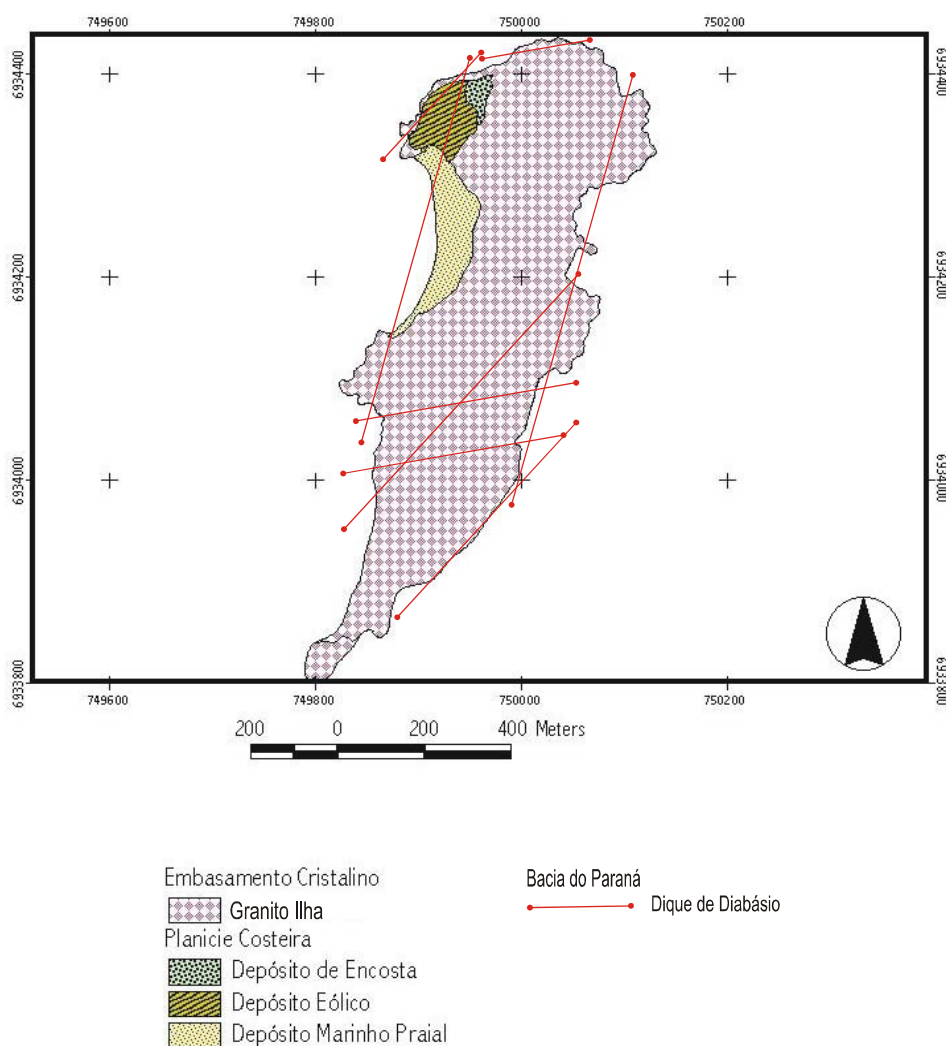 749600 749800 750000 750200
6934400 6934400
6934200 6934200
6934000 6934000
6933800 6933800
749600 749800 750000 750200
200 0 200 400 Meters
Embasamento Cristalino
Granito Ilha
Planicie Costeira
Depósito de Encosta
Depósito Eólico
Depósito Marinho Praial
Bacia do Paraná
Dique de Diabásio